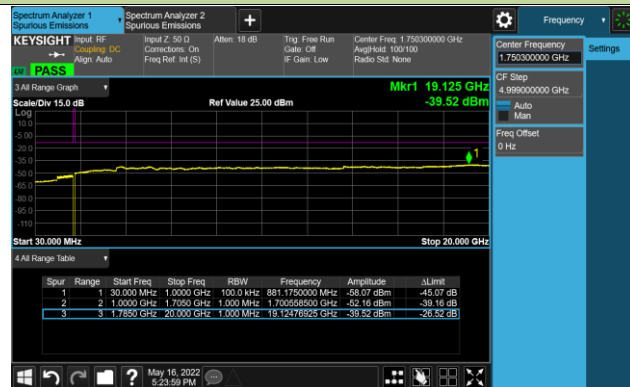 Spectrum Analyzer 1
Spurious Emissions
Spectrum Analyzer 2
Spurious Emissions
+
Frequency
KEYSIGHT
Input: RF
Coupling: DC
Align: Auto
Input Z: 50 Ω
Corrections: On
Freq Ref: Int (S)
Atten: 18 dB
Trig: Free Run
Gate: Off
IF Gain: Low
Center Freq: 1.750300000 GHz
Avg|Hold: 100/100
Radio Std: None
PASS
Center Frequency
1.750300000 GHz
Settings
CF Step
4.999000000 GHz
Auto
Man
Freq Offset
0 Hz
3 All Range Graph
Scale/Div 15.0 dB
Ref Value 25.00 dBm
Mkr1 19.125 GHz
-39.52 dBm
Log
10.0
-5.00
-20.0
-35.0
-50.0
-65.0
-80.0
-95.0
-110
1
Start 30.000 MHz
Stop 20.000 GHz
4 All Range Table
Spur Range Start Freq Stop Freq RBW Frequency Amplitude ΔLimit
1 1 30.000 MHz 1.0000 GHz 100.0 kHz 881.1750000 MHz -58.07 dBm -45.07 dB
2 2 1.0000 GHz 1.7050 GHz 1.000 MHz 1.700558500 GHz -52.16 dBm -39.16 dB
3 3 1.7850 GHz 20.000 GHz 1.000 MHz 19.12476925 GHz -39.52 dBm -26.52 dB
?
May 16, 2022
5:23:59 PM